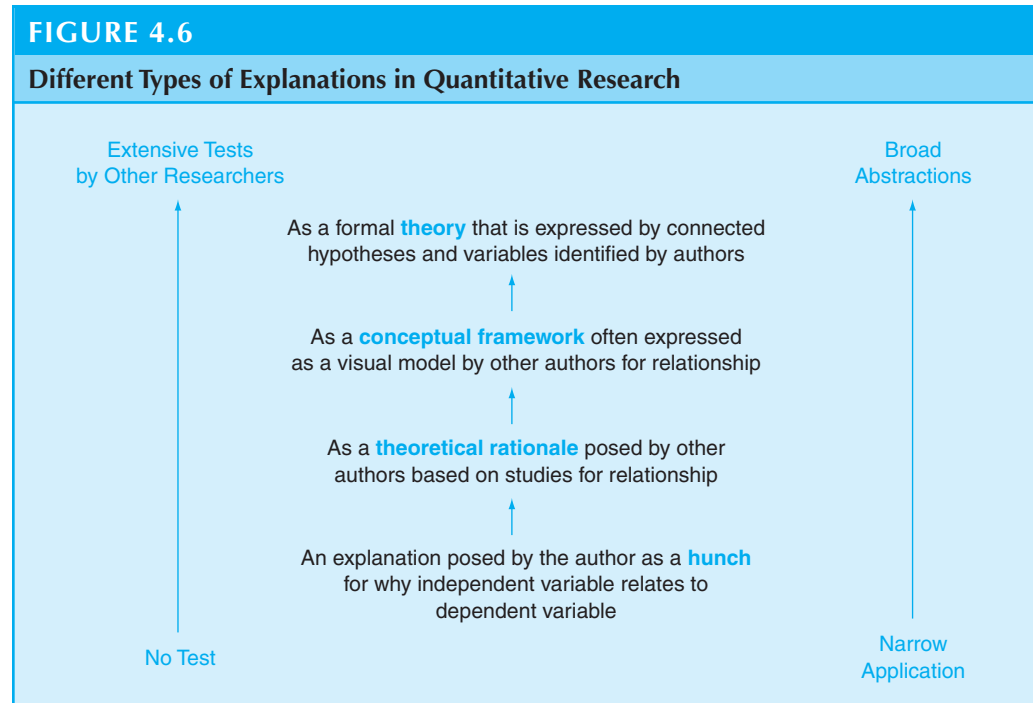 FIGURE 4.6
Different Types of Explanations in Quantitative Research
Extensive Tests
by Other Researchers
Broad
Abstractions
As a formal theory that is expressed by connected
hypotheses and variables identified by authors
As a conceptual framework often expressed
as a visual model by other authors for relationship
As a theoretical rationale posed by other
authors based on studies for relationship
An explanation posed by the author as a hunch
for why independent variable relates to
dependent variable
No Test
Narrow
Application